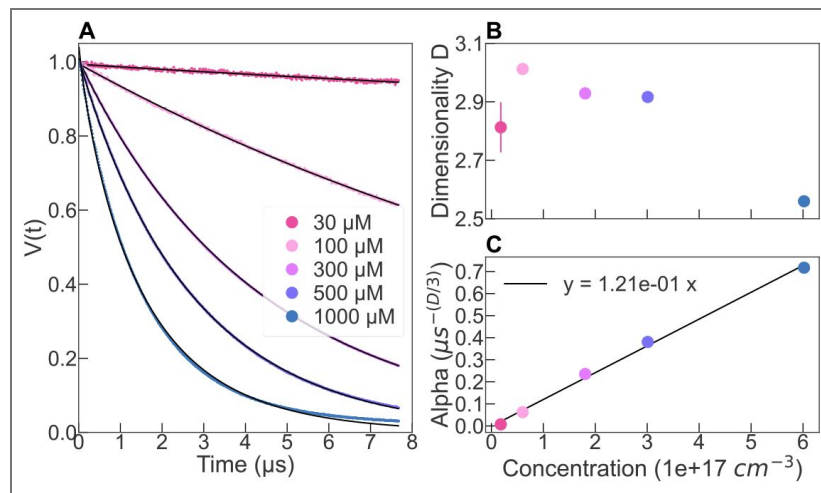 A
1.0
0.8
0.6
0.4
0.2
0.0
V(t)
0 1 2 3 4 5 6 7 8
Time (μs)
30 μM
100 μM
300 μM
500 μM
1000 μM
B
3.1
2.9
2.7
2.5
Dimensionality D
C
0.7
0.6
0.5
0.4
0.3
0.2
0.1
0.0
Alpha (μs⁻⁽ᴰ/³⁾)
y = 1.21e-01 x
0 1 2 3 4 5 6
Concentration (1e+17 cm⁻³)